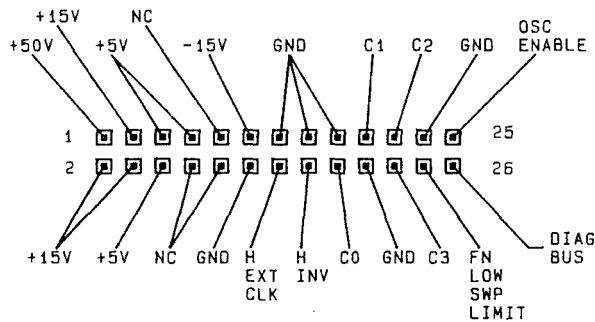 +15V NC OSC
+50V +5V -15V GND C1 C2 GND ENABLE
1 25
2 26
+15V +5V NC GND H H C0 GND C3 FN DIAG
EXT INV LOW BUS
CLK SWP
LIMIT